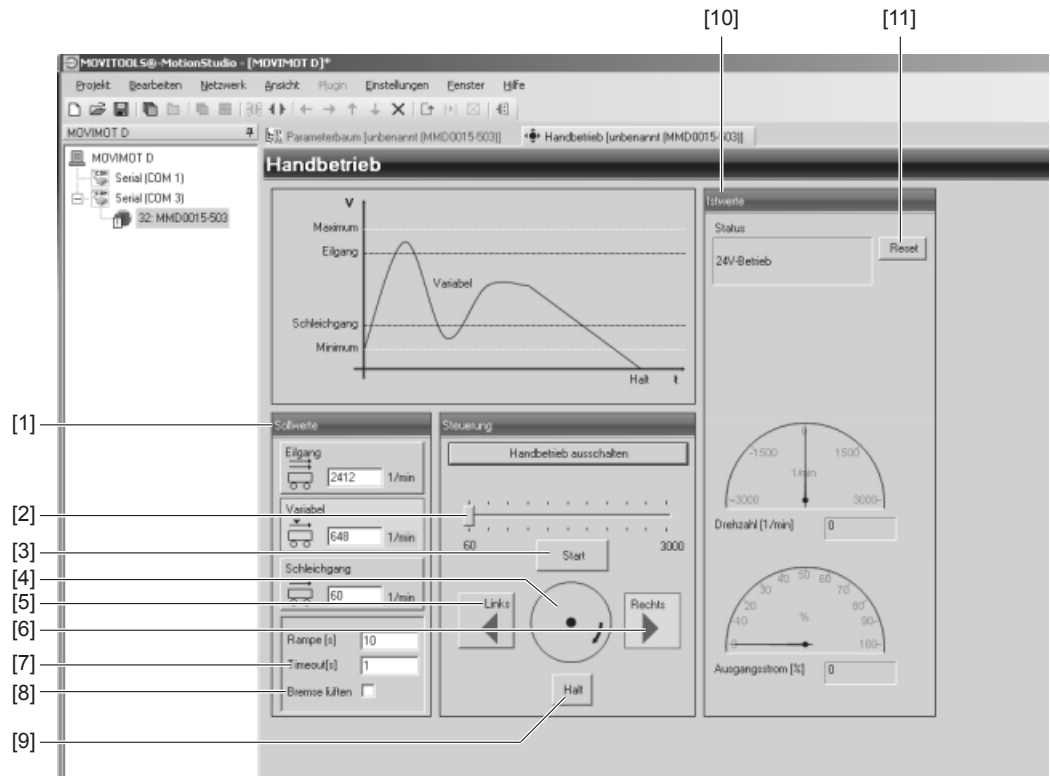 [10] [11]
MOVITOOLS®-MotionStudio - [MOVIMOT D]*
Projekt Bearbeiten Netzwerk Ansicht Plugin Einstellungen Fenster Hilfe
MOVIMOT D
Parameterbaum [unbenannt (MMD0015-503)]
Handbetrieb [unbenannt (MMD0015-503)]
MOVIMOT D
Serial (COM 1)
Serial (COM 3)
32: MMD0015-503
Handbetrieb
V
Maximum
Eilgang
Variabel
Schleichgang
Minimum
Halt t
Istwerte
Status
24V-Betrieb
Reset
[1]
Sollwerte
Eilgang
2412 1/min
Variabel
648 1/min
Schleichgang
60 1/min
Rampe [s] 10
[7]
Timeout[s] 1
[8]
Bremse lüften
Steuerung
Handbetrieb ausschalten
[2]
60 3000
[3]
Start
[4]
[5]
Links
[6]
Rechts
[9]
Halt
0
-1500 1500
1/min
-3000 3000
Drehzahl [1/min] 0
40 50 60
70
20 80
%
10 90
0 100
Ausgangsstrom [%] 0